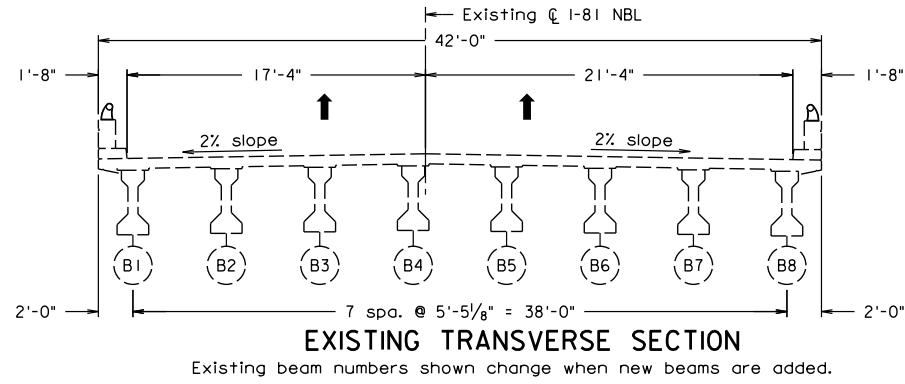 Existing ℄ I-81 NBL
42'-0"
1'-8" 17'-4" 21'-4" 1'-8"
2% slope 2% slope
B1 B2 B3 B4 B5 B6 B7 B8
2'-0" 7 spa. @ 5'-5⅛" = 38'-0" 2'-0"
EXISTING TRANSVERSE SECTION
Existing beam numbers shown change when new beams are added.